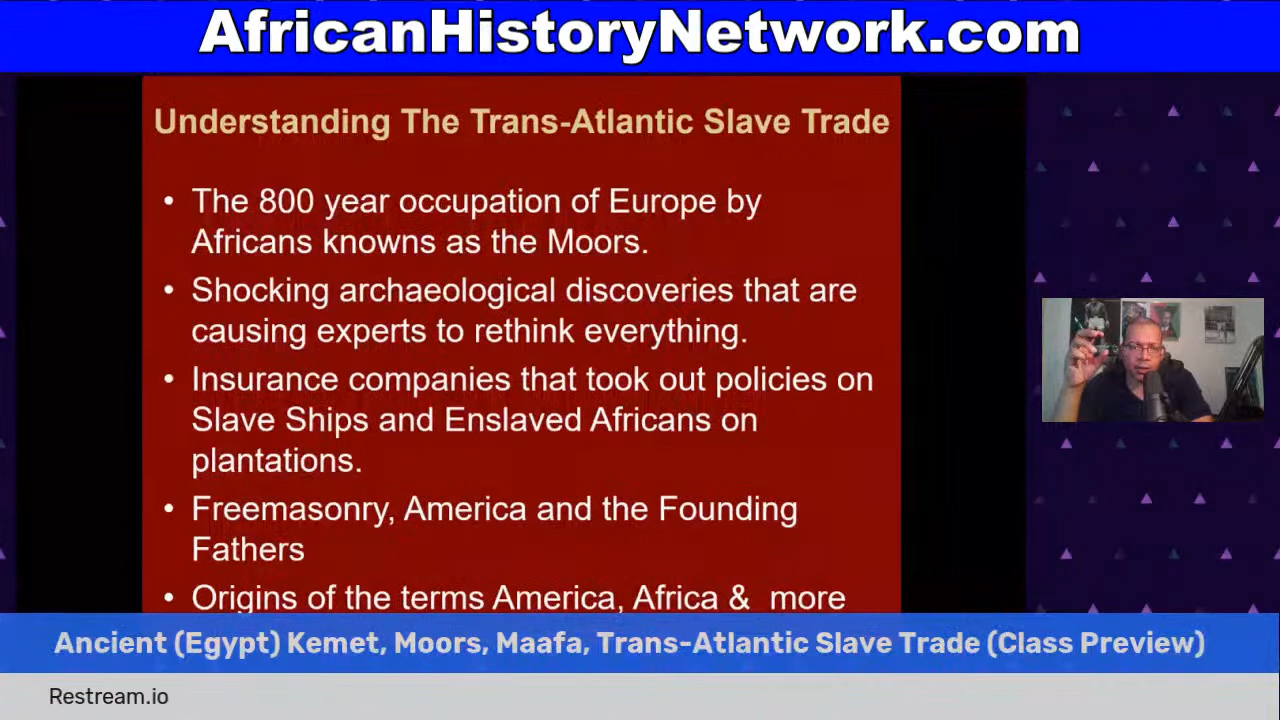 AfricanHistoryNetwork.com
Understanding The Trans-Atlantic Slave Trade
• The 800 year occupation of Europe by
Africans knowns as the Moors.
• Shocking archaeological discoveries that are
causing experts to rethink everything.
• Insurance companies that took out policies on
Slave Ships and Enslaved Africans on
plantations.
• Freemasonry, America and the Founding
Fathers
• Origins of the terms America, Africa & more
Ancient (Egypt) Kemet, Moors, Maafa, Trans-Atlantic Slave Trade (Class Preview)
Restream.io